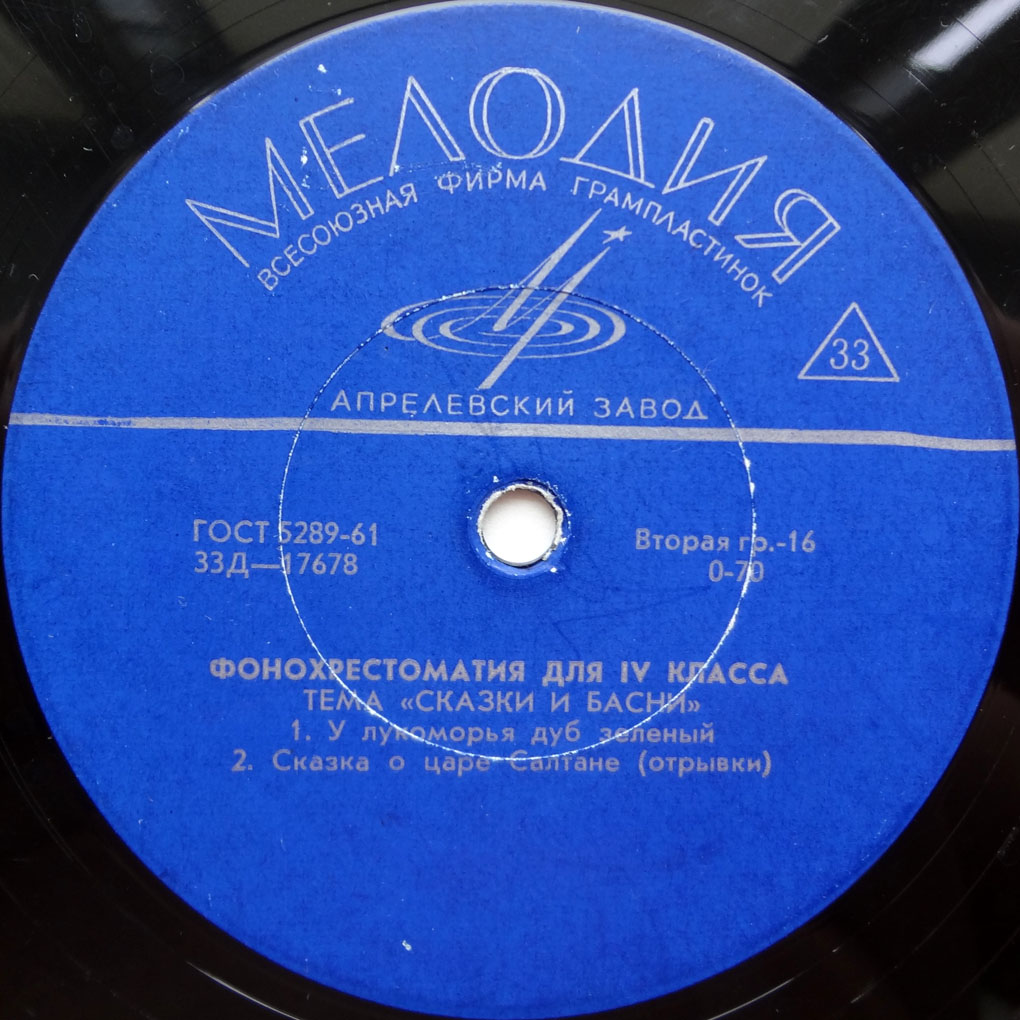 МЕЛОДИЯ
ВСЕСОЮЗНАЯ ФИРМА ГРАМПЛАСТИНОК
33
АПРЕЛЕВСКИЙ ЗАВОД
ГОСТ 5289-61
33Д—17678
Вторая гр.-16
0-70
ФОНОХРЕСТОМАТИЯ ДЛЯ IV КЛАССА
ТЕМА «СКАЗКИ И БАСНИ»
1. У лукоморья дуб зеленый
2. Сказка о царе Салтане (отрывки)